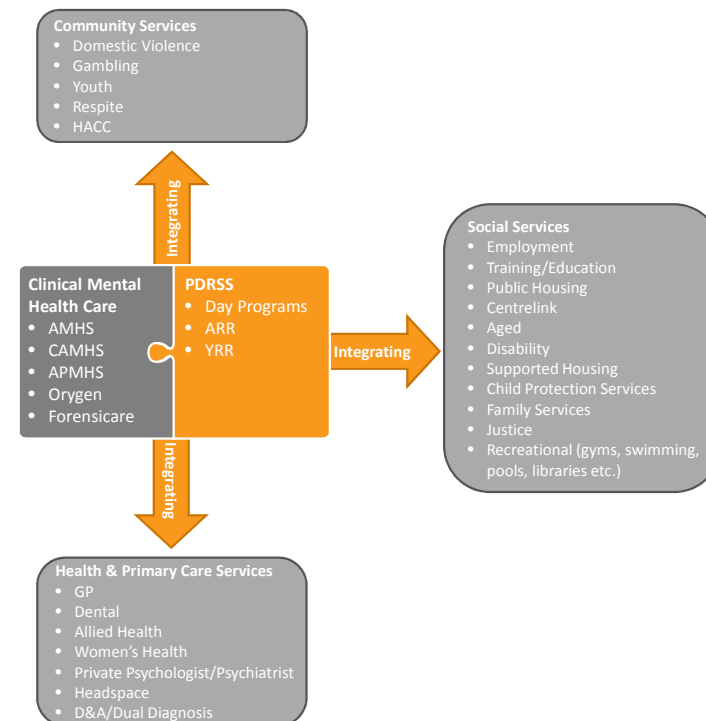 Community Services
• Domestic Violence
• Gambling
• Youth
• Respite
• HACC
Integrating
Clinical Mental
Health Care
• AMHS
• CAMHS
• APMHS
• Orygen
• Forensicare
PDRSS
• Day Programs
• ARR
• YRR
Integrating
Social Services
• Employment
• Training/Education
• Public Housing
• Centrelink
• Aged
• Disability
• Supported Housing
• Child Protection Services
• Family Services
• Justice
• Recreational (gyms, swimming,
pools, libraries etc.)
Integrating
Health & Primary Care Services
• GP
• Dental
• Allied Health
• Women’s Health
• Private Psychologist/Psychiatrist
• Headspace
• D&A/Dual Diagnosis